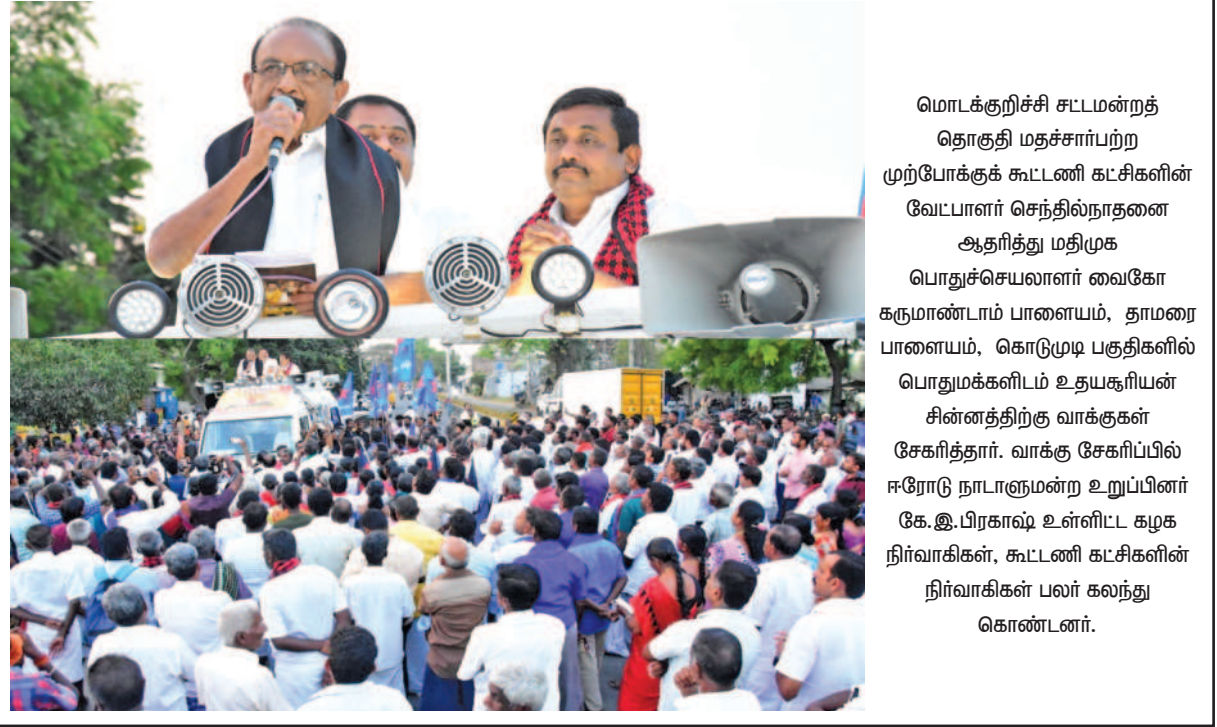 மொடக்குறிச்சி சட்டமன்றத்
தொகுதி மதச்சார்பற்ற
முற்போக்குக் கூட்டணி கட்சிகளின்
வேட்பாளர் செந்தில்நாதனை
ஆதரித்து மதிமுக
பொதுச்செயலாளர் வைகோ
கருமாண்டாம் பாளையம், தாமரை
பாளையம், கொடுமுடி பகுதிகளில்
பொதுமக்களிடம் உதயசூரியன்
சின்னத்திற்கு வாக்குகள்
சேகரித்தார். வாக்கு சேகரிப்பில்
ஈரோடு நாடாளுமன்ற உறுப்பினர்
கே.இ.பிரகாஷ் உள்ளிட்ட கழக
நிர்வாகிகள், கூட்டணி கட்சிகளின்
நிர்வாகிகள் பலர் கலந்து
கொண்டனர்.